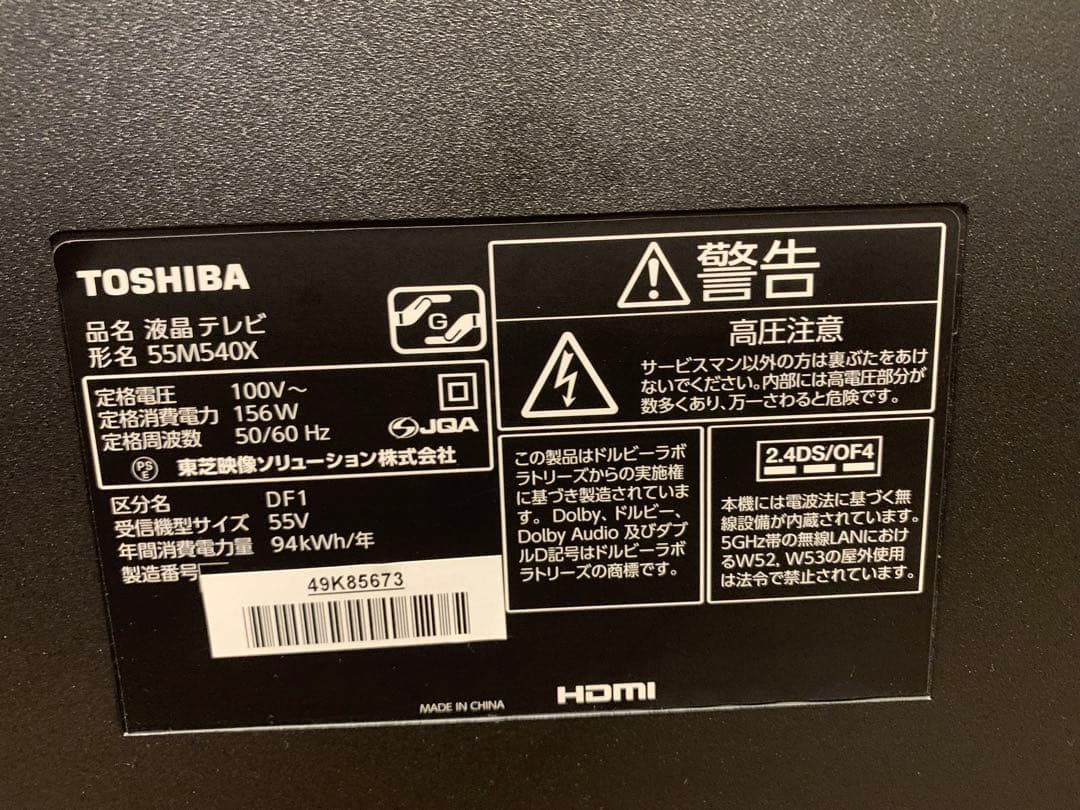 TOSHIBA
品名 液晶テレビ
形名 55M540X
G
定格電圧 100V～
定格消費電力 156W
定格周波数 50/60 Hz
JQA
PS
E
東芝映像ソリューション株式会社
区分名 DF1
受信機型サイズ 55V
年間消費電力量 94kWh/年
製造番号
49K85673
警告
高圧注意
サービスマン以外の方は裏ぶたをあけ
ないでください。内部には高電圧部分が
数多くあり、万一さわると危険です。
この製品はドルビーラボ
ラトリーズからの実施権
に基づき製造されていま
す。Dolby、ドルビー、
Dolby Audio 及びダブ
ルD記号はドルビーラボ
ラトリーズの商標です。
2.4DS/OF4
本機には電波法に基づく無
線設備が内蔵されています。
5GHz帯の無線LANにおけ
るW52、W53の屋外使用
は法令で禁止されています。
MADE IN CHINA
HDMI